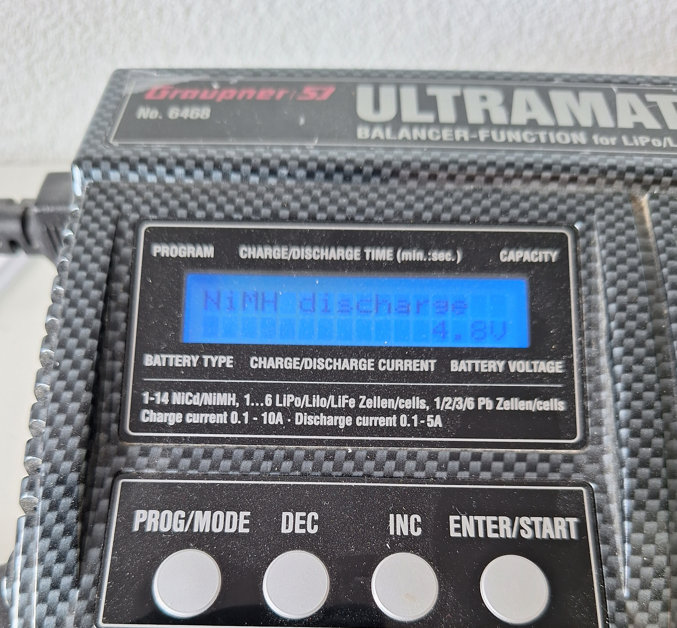 Graupner SJ
No. 6468
ULTRAMAT
BALANCER-FUNCTION for LiPo/L
PROGRAM CHARGE/DISCHARGE TIME (min.:sec.) CAPACITY
NiMH discharge
4.8V
BATTERY TYPE CHARGE/DISCHARGE CURRENT BATTERY VOLTAGE
1-14 NiCd/NiMH, 1...6 LiPo/LiIo/LiFe Zellen/cells, 1/2/3/6 Pb Zellen/cells
Charge current 0.1 - 10A · Discharge current 0.1 - 5A
PROG/MODE DEC INC ENTER/START